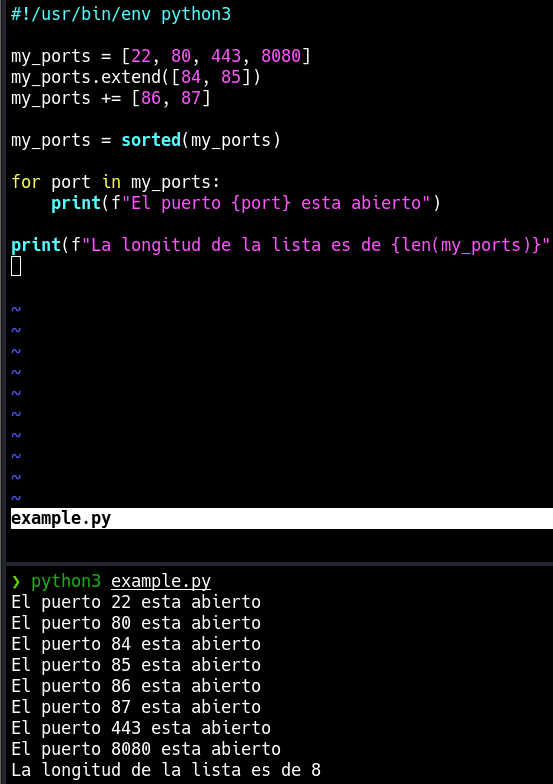 #!/usr/bin/env python3
my_ports = [22, 80, 443, 8080]
my_ports.extend([84, 85])
my_ports += [86, 87]
my_ports = sorted(my_ports)
for port in my_ports:
    print(f"El puerto {port} esta abierto")
print(f"La longitud de la lista es de {len(my_ports)}"
~
~
~
~
~
~
~
~
~
~
example.py
❯ python3 example.py
El puerto 22 esta abierto
El puerto 80 esta abierto
El puerto 84 esta abierto
El puerto 85 esta abierto
El puerto 86 esta abierto
El puerto 87 esta abierto
El puerto 443 esta abierto
El puerto 8080 esta abierto
La longitud de la lista es de 8